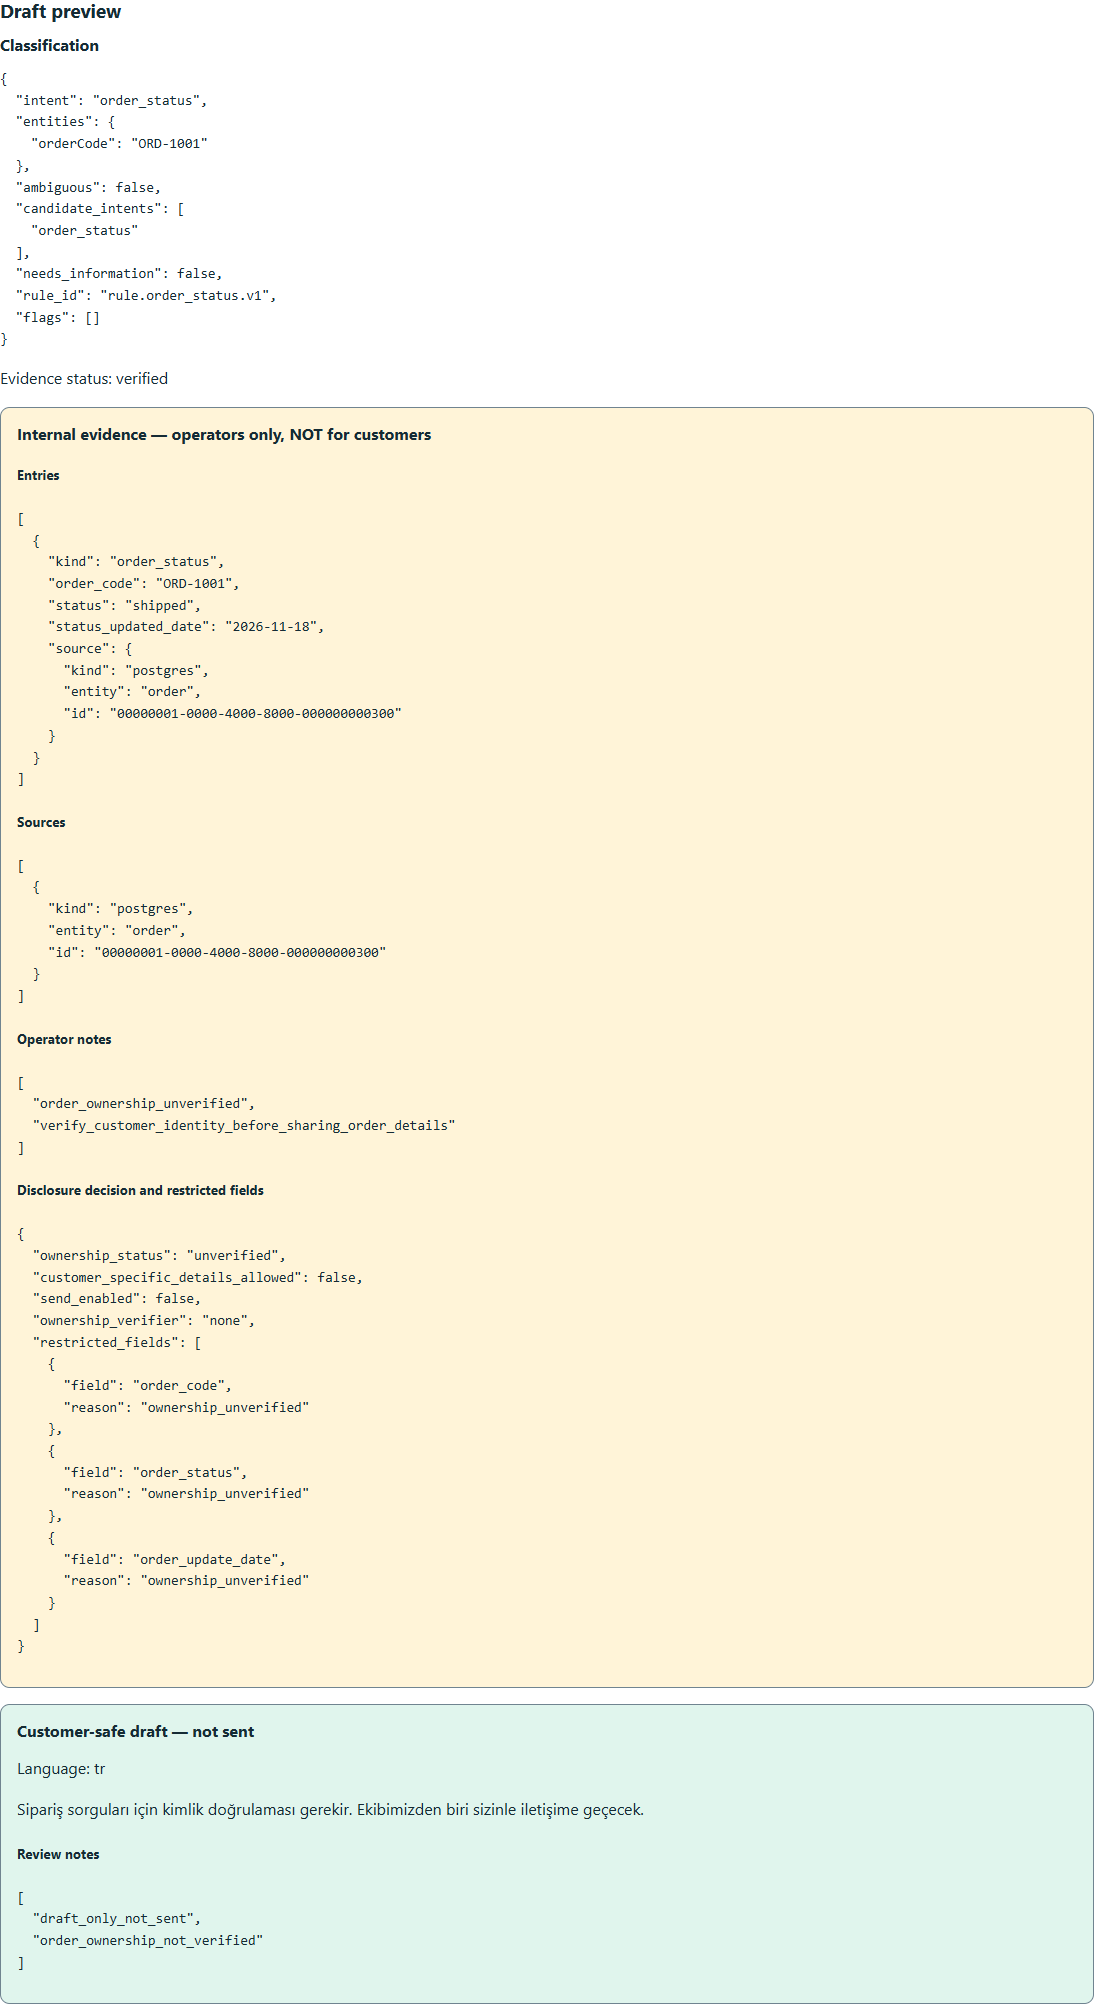 Draft preview
Classification
{
  "intent": "order_status",
  "entities": {
    "orderCode": "ORD-1001"
  },
  "ambiguous": false,
  "candidate_intents": [
    "order_status"
  ],
  "needs_information": false,
  "rule_id": "rule.order_status.v1",
  "flags": []
}
Evidence status: verified
Internal evidence — operators only, NOT for customers
Entries
[
  {
    "kind": "order_status",
    "order_code": "ORD-1001",
    "status": "shipped",
    "status_updated_date": "2026-11-18",
    "source": {
      "kind": "postgres",
      "entity": "order",
      "id": "00000001-0000-4000-8000-000000000300"
    }
  }
]
Sources
[
  {
    "kind": "postgres",
    "entity": "order",
    "id": "00000001-0000-4000-8000-000000000300"
  }
]
Operator notes
[
  "order_ownership_unverified",
  "verify_customer_identity_before_sharing_order_details"
]
Disclosure decision and restricted fields
{
  "ownership_status": "unverified",
  "customer_specific_details_allowed": false,
  "send_enabled": false,
  "ownership_verifier": "none",
  "restricted_fields": [
    {
      "field": "order_code",
      "reason": "ownership_unverified"
    },
    {
      "field": "order_status",
      "reason": "ownership_unverified"
    },
    {
      "field": "order_update_date",
      "reason": "ownership_unverified"
    }
  ]
}
Customer-safe draft — not sent
Language: tr
Sipariş sorguları için kimlik doğrulaması gerekir. Ekibimizden biri sizinle iletişime geçecek.
Review notes
[
  "draft_only_not_sent",
  "order_ownership_not_verified"
]